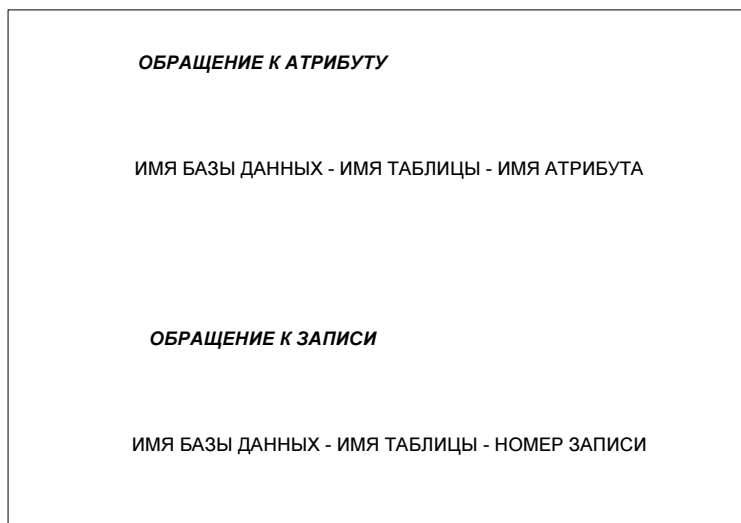 ОБРАЩЕНИЕ К АТРИБУТУ
ИМЯ БАЗЫ ДАННЫХ - ИМЯ ТАБЛИЦЫ - ИМЯ АТРИБУТА
ОБРАЩЕНИЕ К ЗАПИСИ
ИМЯ БАЗЫ ДАННЫХ - ИМЯ ТАБЛИЦЫ - НОМЕР ЗАПИСИ